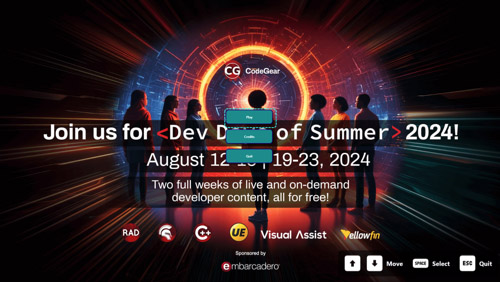 CG CodeGear
Play
Join us for <Dev D of Summer> 2024!
Credits
August 12-16, 19-23, 2024
Quit
Two full weeks of live and on-demand
developer content, all for free!
RAD C++ UE Visual Assist Yellowfin
Sponsored by
embarcadero
Move SPACE Select ESC Quit